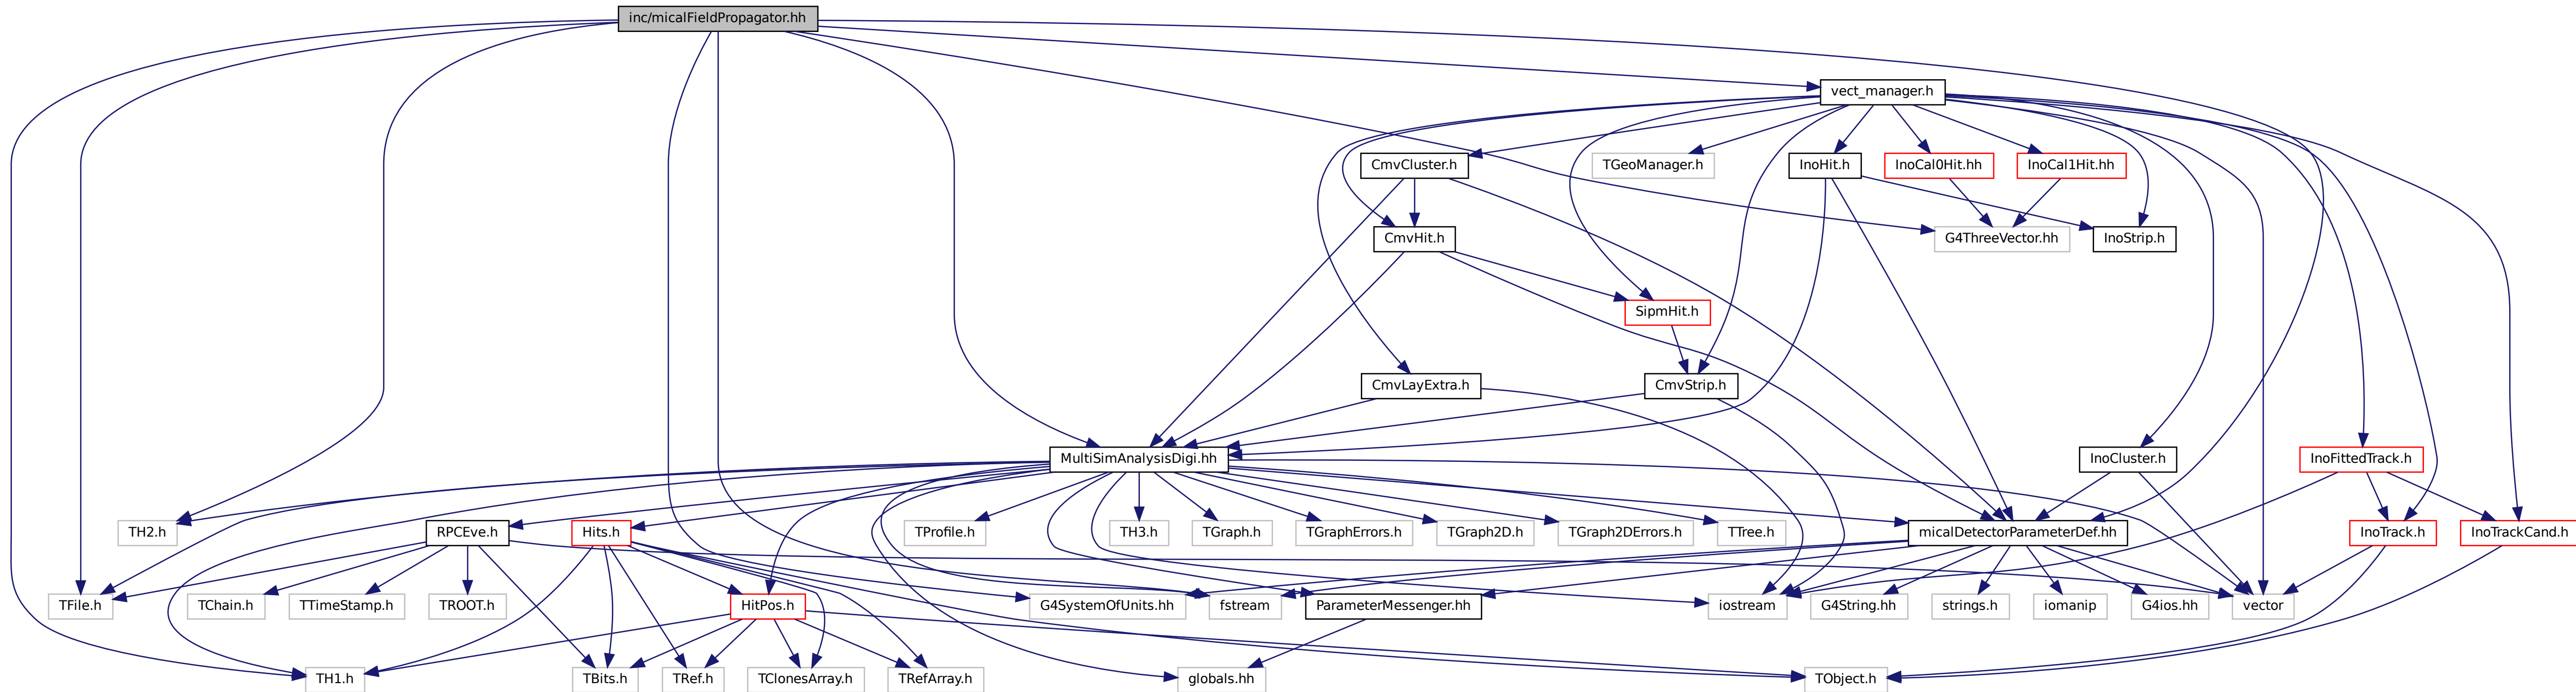 inc/micalFieldPropagator.hh
vect_manager.h
CmvCluster.h
TGeoManager.h
InoHit.h
InoCal0Hit.hh
InoCal1Hit.hh
CmvHit.h
G4ThreeVector.hh
InoStrip.h
SipmHit.h
CmvLayExtra.h
CmvStrip.h
MultiSimAnalysisDigi.hh
InoCluster.h
InoFittedTrack.h
TH2.h
RPCEve.h
Hits.h
TProfile.h
TH3.h
TGraph.h
TGraphErrors.h
TGraph2D.h
TGraph2DErrors.h
TTree.h
micalDetectorParameterDef.hh
InoTrack.h
InoTrackCand.h
TFile.h
TChain.h
TTimeStamp.h
TROOT.h
HitPos.h
G4SystemOfUnits.hh
fstream
ParameterMessenger.hh
iostream
G4String.hh
strings.h
iomanip
G4ios.hh
vector
TH1.h
TBits.h
TRef.h
TClonesArray.h
TRefArray.h
globals.hh
TObject.h